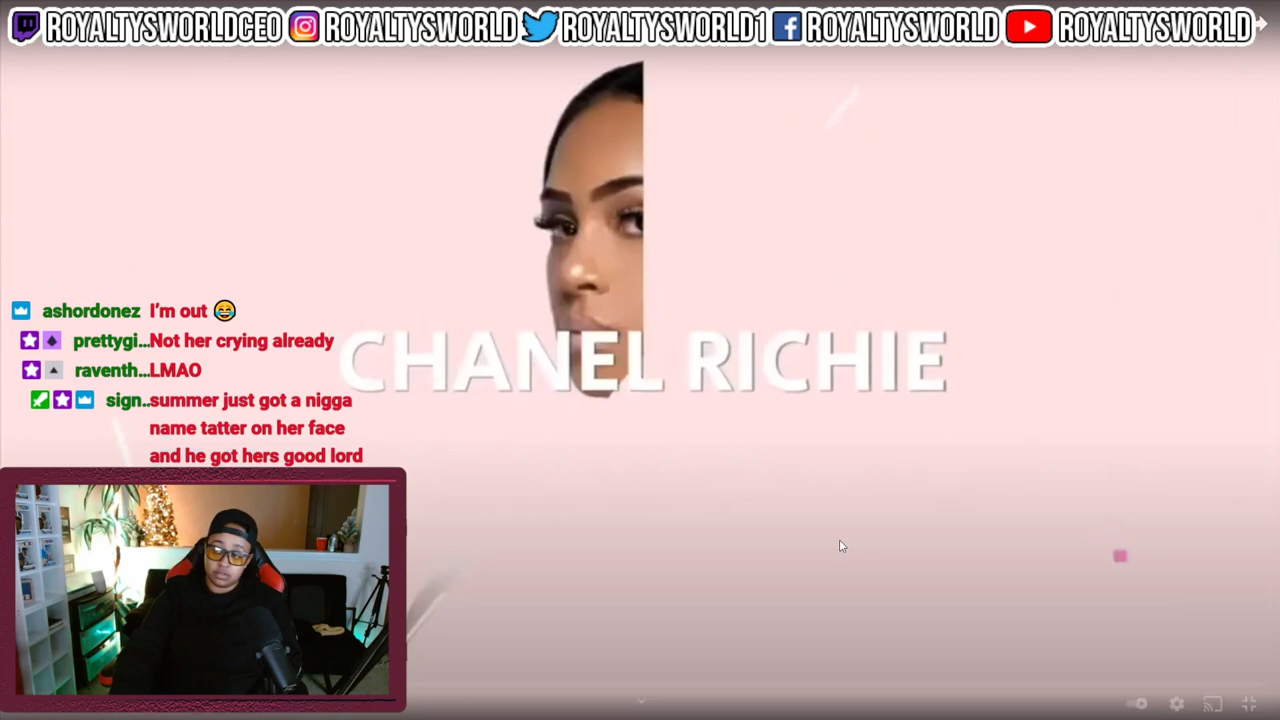 ROYALTYSWORLDCEO ROYALTYSWORLD ROYALTYSWORLD1 ROYALTYSWORLD ROYALTYSWORLD
CHANEL RICHIE
ashordonez I'm out 😂
prettygi... Not her crying already
raventh... LMAO
sign.. summer just got a nigga
name tatter on her face
and he got hers good lord